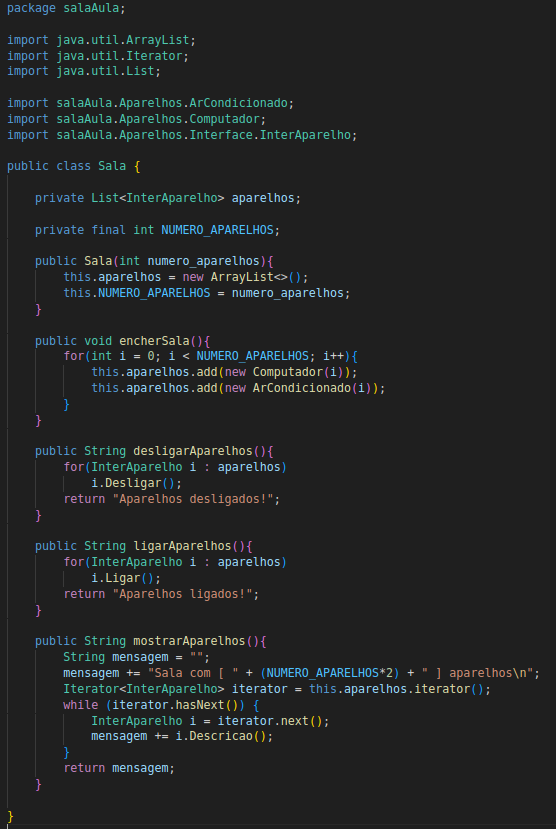 package salaAula;

import java.util.ArrayList;
import java.util.Iterator;
import java.util.List;

import salaAula.Aparelhos.ArCondicionado;
import salaAula.Aparelhos.Computador;
import salaAula.Aparelhos.Interface.InterAparelho;

public class Sala {

    private List<InterAparelho> aparelhos;

    private final int NUMERO_APARELHOS;

    public Sala(int numero_aparelhos){
        this.aparelhos = new ArrayList<>();
        this.NUMERO_APARELHOS = numero_aparelhos;
    }

    public void encherSala(){
        for(int i = 0; i < NUMERO_APARELHOS; i++){
            this.aparelhos.add(new Computador(i));
            this.aparelhos.add(new ArCondicionado(i));
        }
    }

    public String desligarAparelhos(){
        for(InterAparelho i : aparelhos)
            i.Desligar();
        return "Aparelhos desligados!";
    }

    public String ligarAparelhos(){
        for(InterAparelho i : aparelhos)
            i.Ligar();
        return "Aparelhos ligados!";
    }

    public String mostrarAparelhos(){
        String mensagem = "";
        mensagem += "Sala com [ " + (NUMERO_APARELHOS*2) + " ] aparelhos\n";
        Iterator<InterAparelho> iterator = this.aparelhos.iterator();
        while (iterator.hasNext()) {
            InterAparelho i = iterator.next();
            mensagem += i.Descricao();
        }
        return mensagem;
    }

}